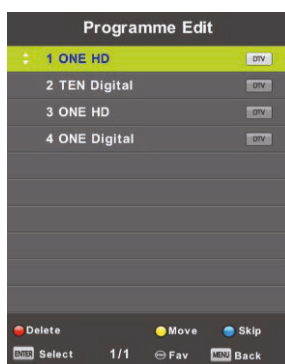 Programme Edit
1 ONE HD DTV
2 TEN Digital DTV
3 ONE HD DTV
4 ONE Digital DTV
Delete Move Skip
ENTER Select 1/1 Fav MENU Back